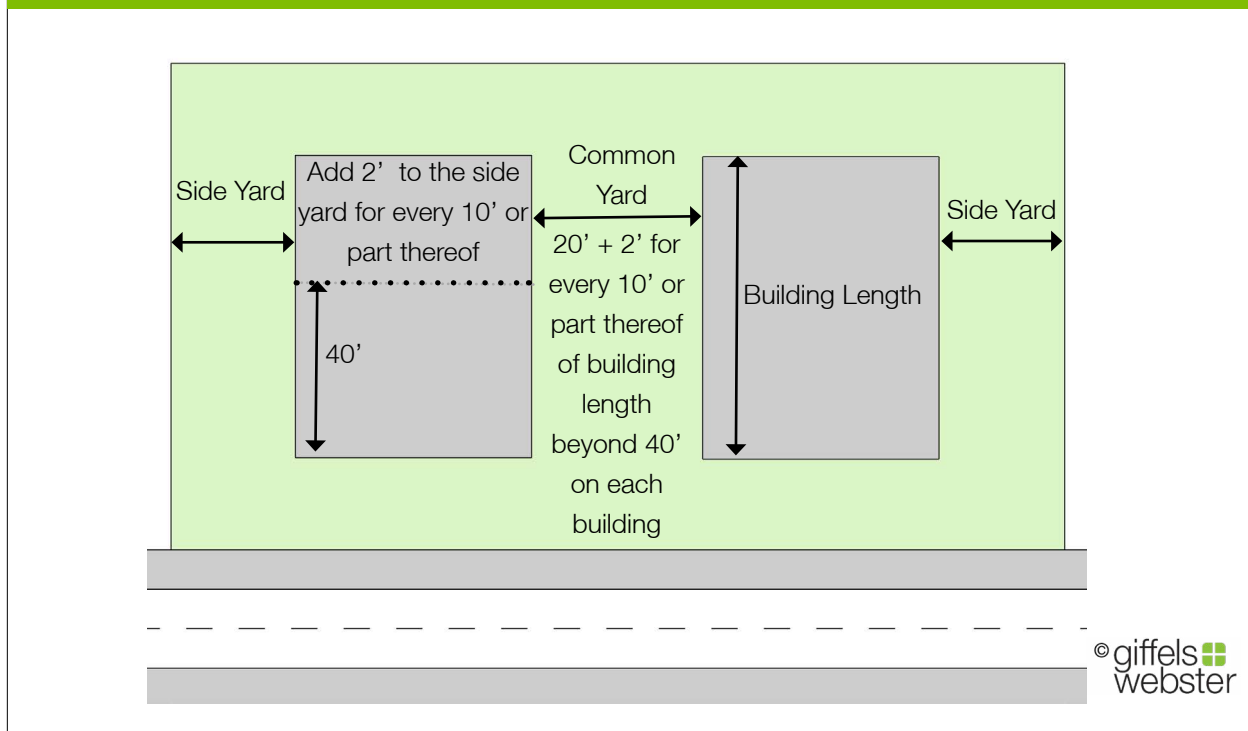 Side Yard
Add 2’ to the side
yard for every 10’ or
part thereof
40’
Common
Yard
20’ + 2’ for
every 10’ or
part thereof
of building
length
beyond 40’
on each
building
Building Length
Side Yard
© giffels
webster